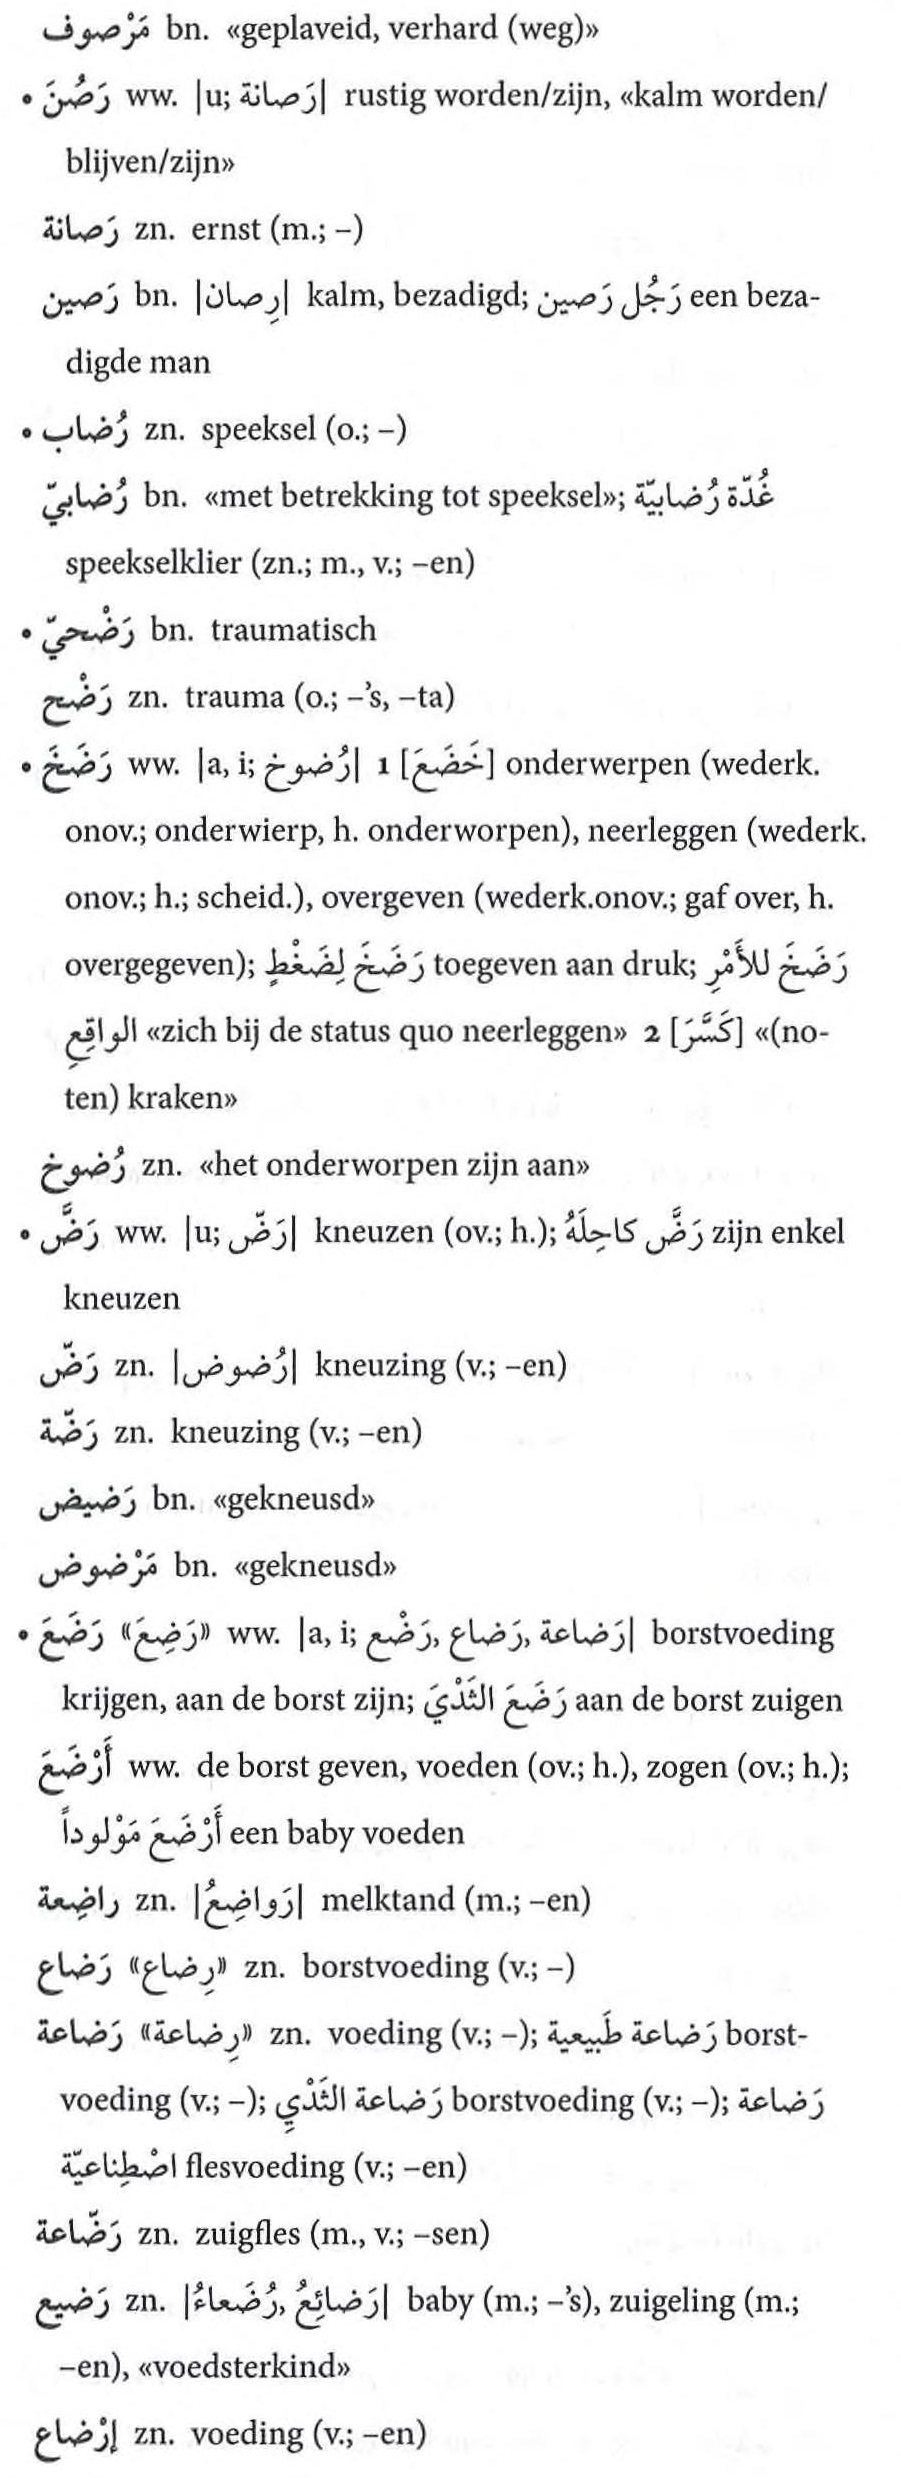 مَرْصوف bn. «geplaveid, verhard (weg)»
• رَصُنَ ww. |u; رَصانة| rustig worden/zijn, «kalm worden/
blijven/zijn»
رَصانة zn. ernst (m.; –)
رَصين bn. |رِصان| kalm, bezadigd; رَجُل رَصين een beza-
digde man
• رُضاب zn. speeksel (o.; –)
رُضابيّ bn. «met betrekking tot speeksel»; غُدّة رُضابيّة
speekselklier (zn.; m., v.; –en)
• رَضْحيّ bn. traumatisch
رَضْح zn. trauma (o.; –’s, –ta)
• رَضَخَ ww. |a, i; رُضوخ| 1 [خَضَعَ] onderwerpen (wederk.
onov.; onderwierp, h. onderworpen), neerleggen (wederk.
onov.; h.; scheid.), overgeven (wederk.onov.; gaf over, h.
overgegeven); رَضَخَ لِضَغْطٍ toegeven aan druk; رَضَخَ للأَمْرِ
الواقِعِ «zich bij de status quo neerleggen» 2 [كَسَّرَ] «(no-
ten) kraken»
رُضوخ zn. «het onderworpen zijn aan»
• رَضَّ ww. |u; رَضّ| kneuzen (ov.; h.); رَضَّ كاحِلَهُ zijn enkel
kneuzen
رَضّ zn. |رُضوض| kneuzing (v.; –en)
رَضّة zn. kneuzing (v.; –en)
رَضيض bn. «gekneusd»
مَرْضوض bn. «gekneusd»
• رَضَعَ «رَضِعَ» ww. |a, i; رَضاعة, رَضاع, رَضْع| borstvoeding
krijgen, aan de borst zijn; رَضَعَ الثَدْيَ aan de borst zuigen
أَرْضَعَ ww. de borst geven, voeden (ov.; h.), zogen (ov.; h.);
أَرْضَعَ مَوْلوداً een baby voeden
راضِعة zn. |رَواضِعُ| melktand (m.; –en)
رَضاع «رِضاع» zn. borstvoeding (v.; –)
رَضاعة «رِضاعة» zn. voeding (v.; –); رَضاعة طَبيعية borst-
voeding (v.; –); رَضاعة الثَدْيِ borstvoeding (v.; –); رَضاعة
اصْطِناعيّة flesvoeding (v.; –en)
رَضّاعة zn. zuigfles (m., v.; –sen)
رَضيع zn. |رَضائِعُ, رُضَعاءُ| baby (m.; –’s), zuigeling (m.;
–en), «voedsterkind»
إرْضاع zn. voeding (v.; –en)